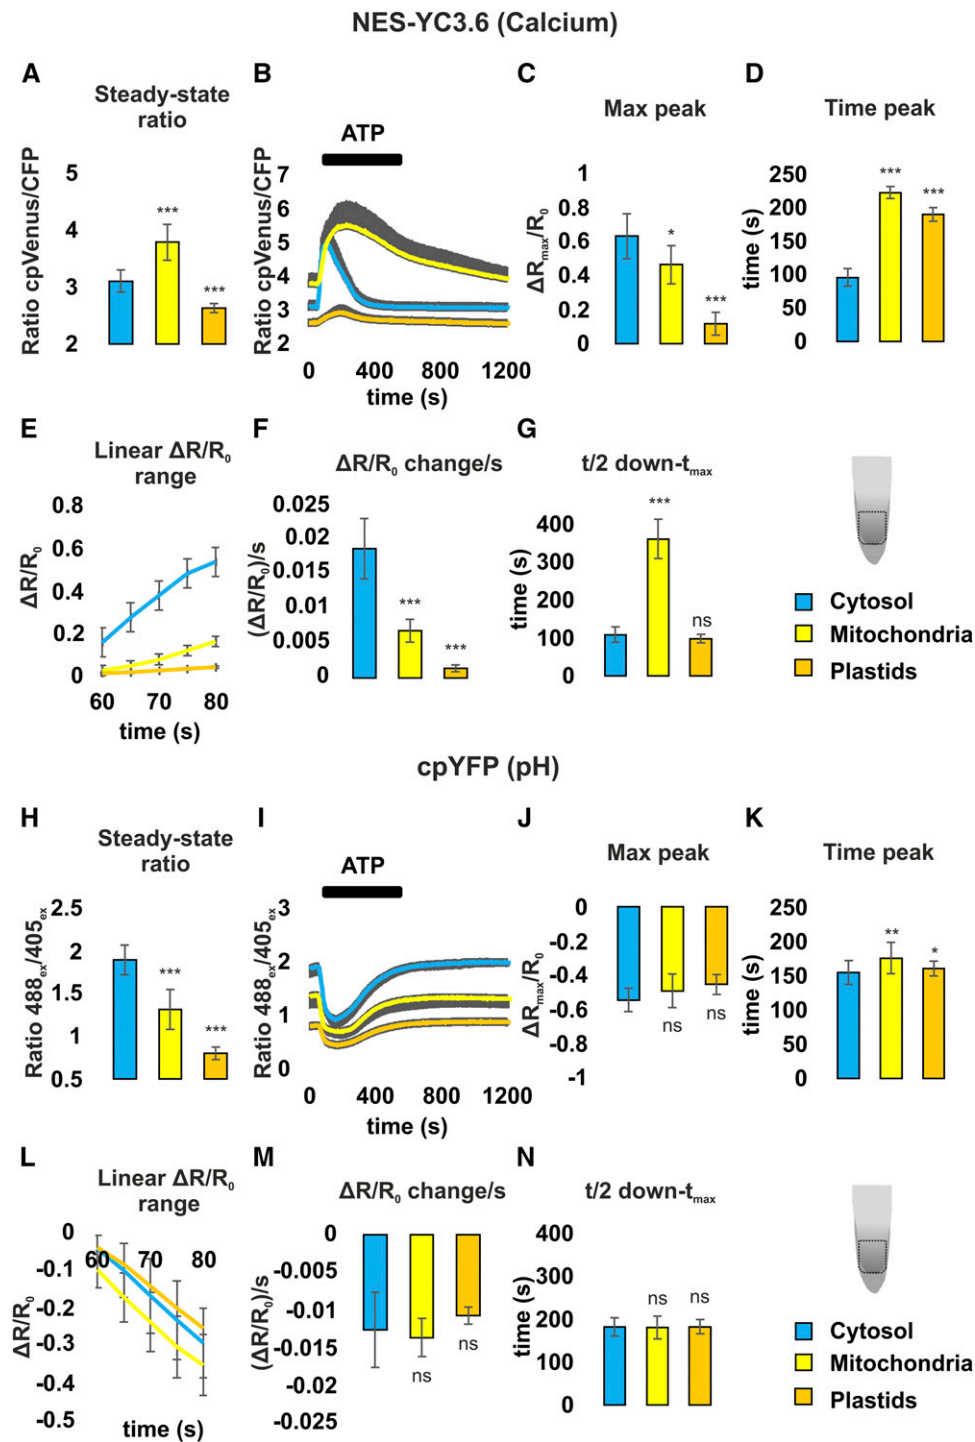 NES-YC3.6 (Calcium)
A
Steady-state
ratio
Ratio cpVenus/CFP
5
4
3
2
***
***
B
ATP
Ratio cpVenus/CFP
7
6
5
4
3
2
0 400 800 1200
time (s)
C
Max peak
ΔRmax/R0
1
0.8
0.6
0.4
0.2
0
*
***
D
Time peak
time (s)
250
200
150
100
50
0
***
***
E
Linear ΔR/R0
range
ΔR/R0
0.8
0.6
0.4
0.2
0
60 70 80
time (s)
F
ΔR/R0 change/s
(ΔR/R0)/s
0.025
0.02
0.015
0.01
0.005
0
***
***
G
t/2 down-tmax
time (s)
400
300
200
100
0
***
ns
Cytosol
Mitochondria
Plastids
cpYFP (pH)
H
Steady-state
ratio
Ratio 488ex/405ex
2.5
2
1.5
1
0.5
***
***
I
ATP
Ratio 488ex/405ex
3
2
1
0
0 400 800 1200
time (s)
J
Max peak
ΔRmax/R0
0
-0.2
-0.4
-0.6
-0.8
-1
ns
ns
K
Time peak
time (s)
250
200
150
100
50
0
**
*
L
Linear ΔR/R0
range
ΔR/R0
0
-0.1
-0.2
-0.3
-0.4
-0.5
60 70 80
time (s)
M
ΔR/R0 change/s
(ΔR/R0)/s
0
-0.005
-0.01
-0.015
-0.02
-0.025
ns
ns
N
t/2 down-tmax
time (s)
400
300
200
100
0
ns
ns
Cytosol
Mitochondria
Plastids